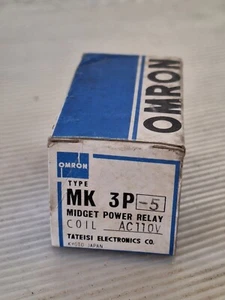 OMRON
OMRON
TYPE
MK 3P-5
MIDGET POWER RELAY
COIL AC110V
TATEISI ELECTRONICS CO.
KYOTO JAPAN